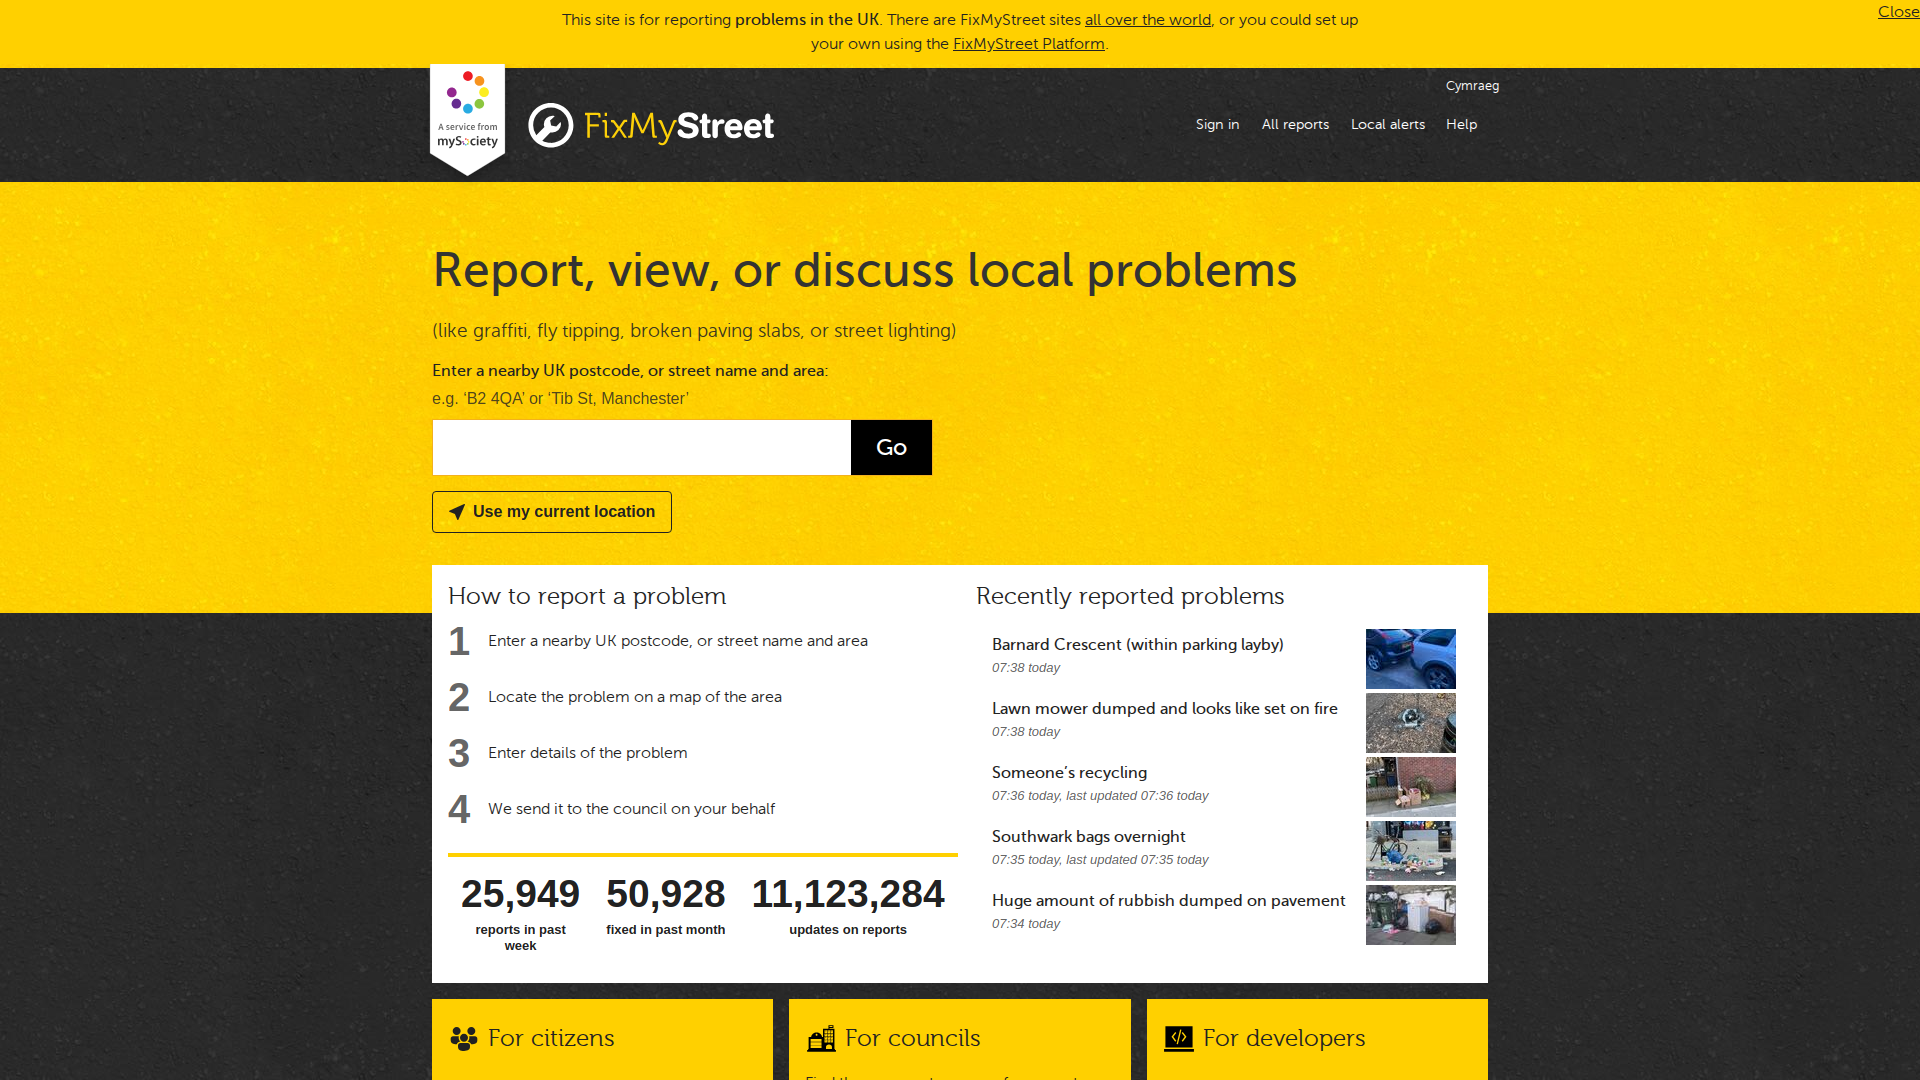 This site is for reporting problems in the UK. There are FixMyStreet sites all over the world, or you could set up
your own using the FixMyStreet Platform.
Close
A service from
mySociety
FixMyStreet
Cymraeg
Sign in
All reports
Local alerts
Help
Report, view, or discuss local problems
(like graffiti, fly tipping, broken paving slabs, or street lighting)
Enter a nearby UK postcode, or street name and area:
e.g. ‘B2 4QA’ or ‘Tib St, Manchester’
Go
Use my current location
How to report a problem
1 Enter a nearby UK postcode, or street name and area
2 Locate the problem on a map of the area
3 Enter details of the problem
4 We send it to the council on your behalf
25,949
reports in past
week
50,928
fixed in past month
11,123,284
updates on reports
Recently reported problems
Barnard Crescent (within parking layby)
07:38 today
Lawn mower dumped and looks like set on fire
07:38 today
Someone’s recycling
07:36 today, last updated 07:36 today
Southwark bags overnight
07:35 today, last updated 07:35 today
Huge amount of rubbish dumped on pavement
07:34 today
For citizens
For councils
For developers